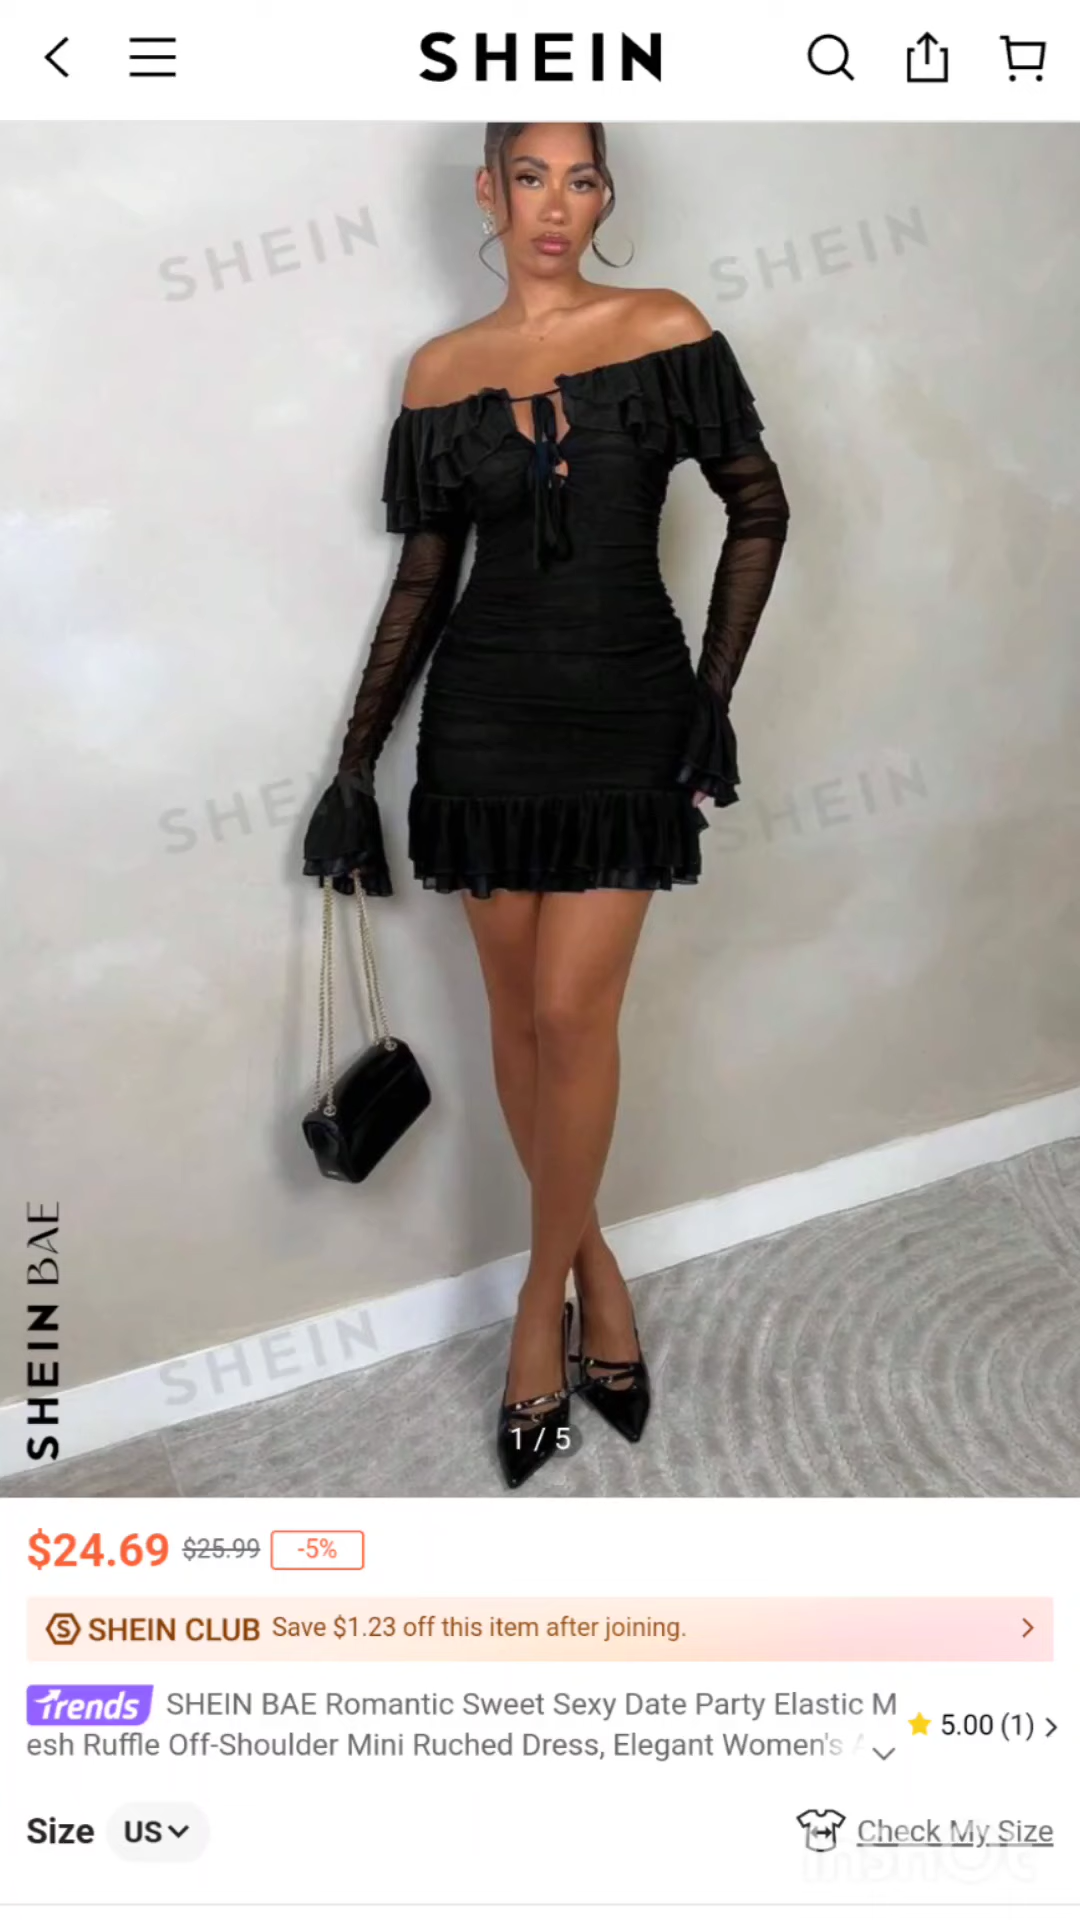 SHEIN
SHEIN
SHEIN
SHEIN
SHEIN
SHEIN
SHEIN BAE
1 / 5
$24.69 $25.99 -5%
SHEIN CLUB Save $1.23 off this item after joining.
Trends SHEIN BAE Romantic Sweet Sexy Date Party Elastic M
esh Ruffle Off-Shoulder Mini Ruched Dress, Elegant Women's
5.00 (1)
Size US Check My Size
InShOt